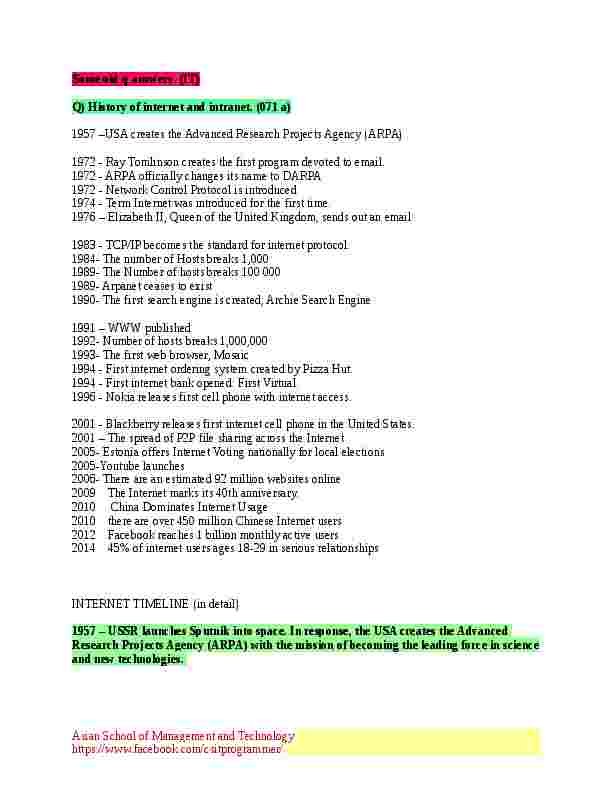 Some old q answers. (IT)
Q) History of internet and intranet. (071 a)
1957 –USA creates the Advanced Research Projects Agency (ARPA)
1972 - Ray Tomlinson creates the first program devoted to email.
1972 - ARPA officially changes its name to DARPA
1972 - Network Control Protocol is introduced
1974 - Term Internet was introduced for the first time.
1976 – Elizabeth II, Queen of the United Kingdom, sends out an email
1983 - TCP/IP becomes the standard for internet protocol.
1984- The number of Hosts breaks 1,000
1989- The Number of hosts breaks 100 000
1989- Arpanet ceases to exist
1990- The first search engine is created; Archie Search Engine
1991 – WWW published
1992- Number of hosts breaks 1,000,000
1993- The first web browser, Mosaic
1994 - First internet ordering system created by Pizza Hut.
1994 - First internet bank opened: First Virtual.
1996 - Nokia releases first cell phone with internet access.
2001 - Blackberry releases first internet cell phone in the United States.
2001 – The spread of P2P file sharing across the Internet
2005- Estonia offers Internet Voting nationally for local elections
2005-Youtube launches
2006- There are an estimated 92 million websites online
2009 The Internet marks its 40th anniversary.
2010 China Dominates Internet Usage
2010 there are over 450 million Chinese Internet users
2012 Facebook reaches 1 billion monthly active users
2014 45% of internet users ages 18-29 in serious relationships
INTERNET TIMELINE (in detail)
1957 – USSR launches Sputnik into space. In response, the USA creates the Advanced
Research Projects Agency (ARPA) with the mission of becoming the leading force in science
and new technologies.
Asian School of Management and Technology
https://www.facebook.com/csitprogrammer/